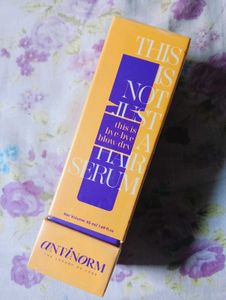 THIS
IS
NOT
JUST
A
HAIR
SERUM
this is
bye bye
blow dry
antinorm